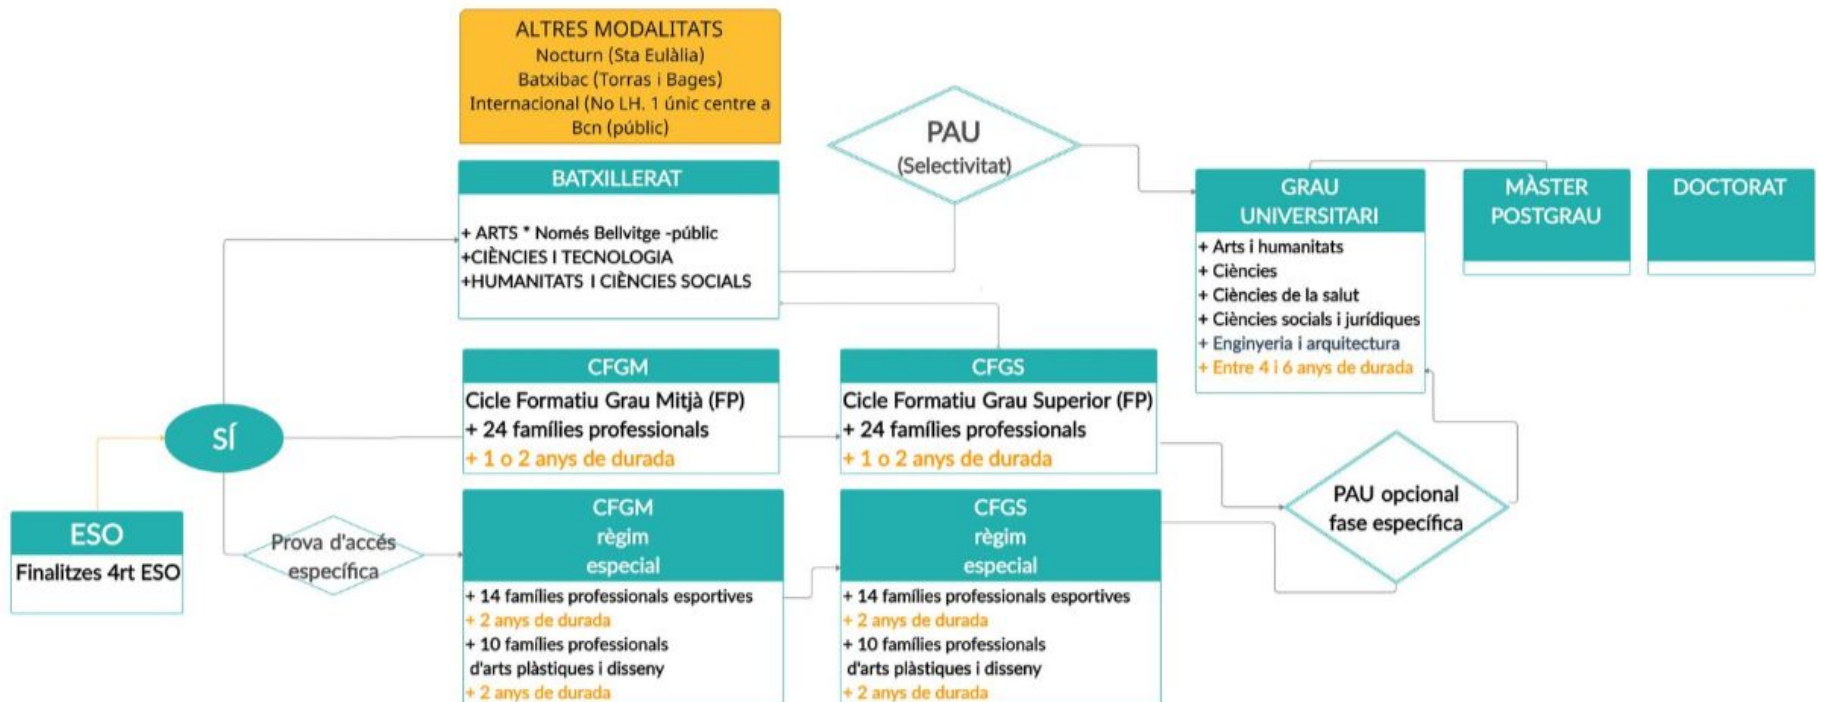 ALTRES MODALITATS
Nocturn (Sta Eulàlia)
Batxibac (Torras i Bages)
Internacional (No LH. 1 únic centre a
Bcn (públic)
BATXILLERAT
+ ARTS * Només Bellvitge -públic
+CIÈNCIES I TECNOLOGIA
+HUMANITATS I CIÈNCIES SOCIALS
PAU
(Selectivitat)
GRAU
UNIVERSITARI
+ Arts i humanitats
+ Ciències
+ Ciències de la salut
+ Ciències socials i jurídiques
+ Enginyeria i arquitectura
+ Entre 4 i 6 anys de durada
MÀSTER
POSTGRAU
DOCTORAT
CFGM
Cicle Formatiu Grau Mitjà (FP)
+ 24 famílies professionals
+ 1 o 2 anys de durada
CFGS
Cicle Formatiu Grau Superior (FP)
+ 24 famílies professionals
+ 1 o 2 anys de durada
SÍ
ESO
Finalitzes 4rt ESO
Prova d'accés
específica
CFGM
règim
especial
+ 14 famílies professionals esportives
+ 2 anys de durada
+ 10 famílies professionals
d'arts plàstiques i disseny
+ 2 anys de durada
CFGS
règim
especial
+ 14 famílies professionals esportives
+ 2 anys de durada
+ 10 famílies professionals
d'arts plàstiques i disseny
+ 2 anys de durada
PAU opcional
fase específica